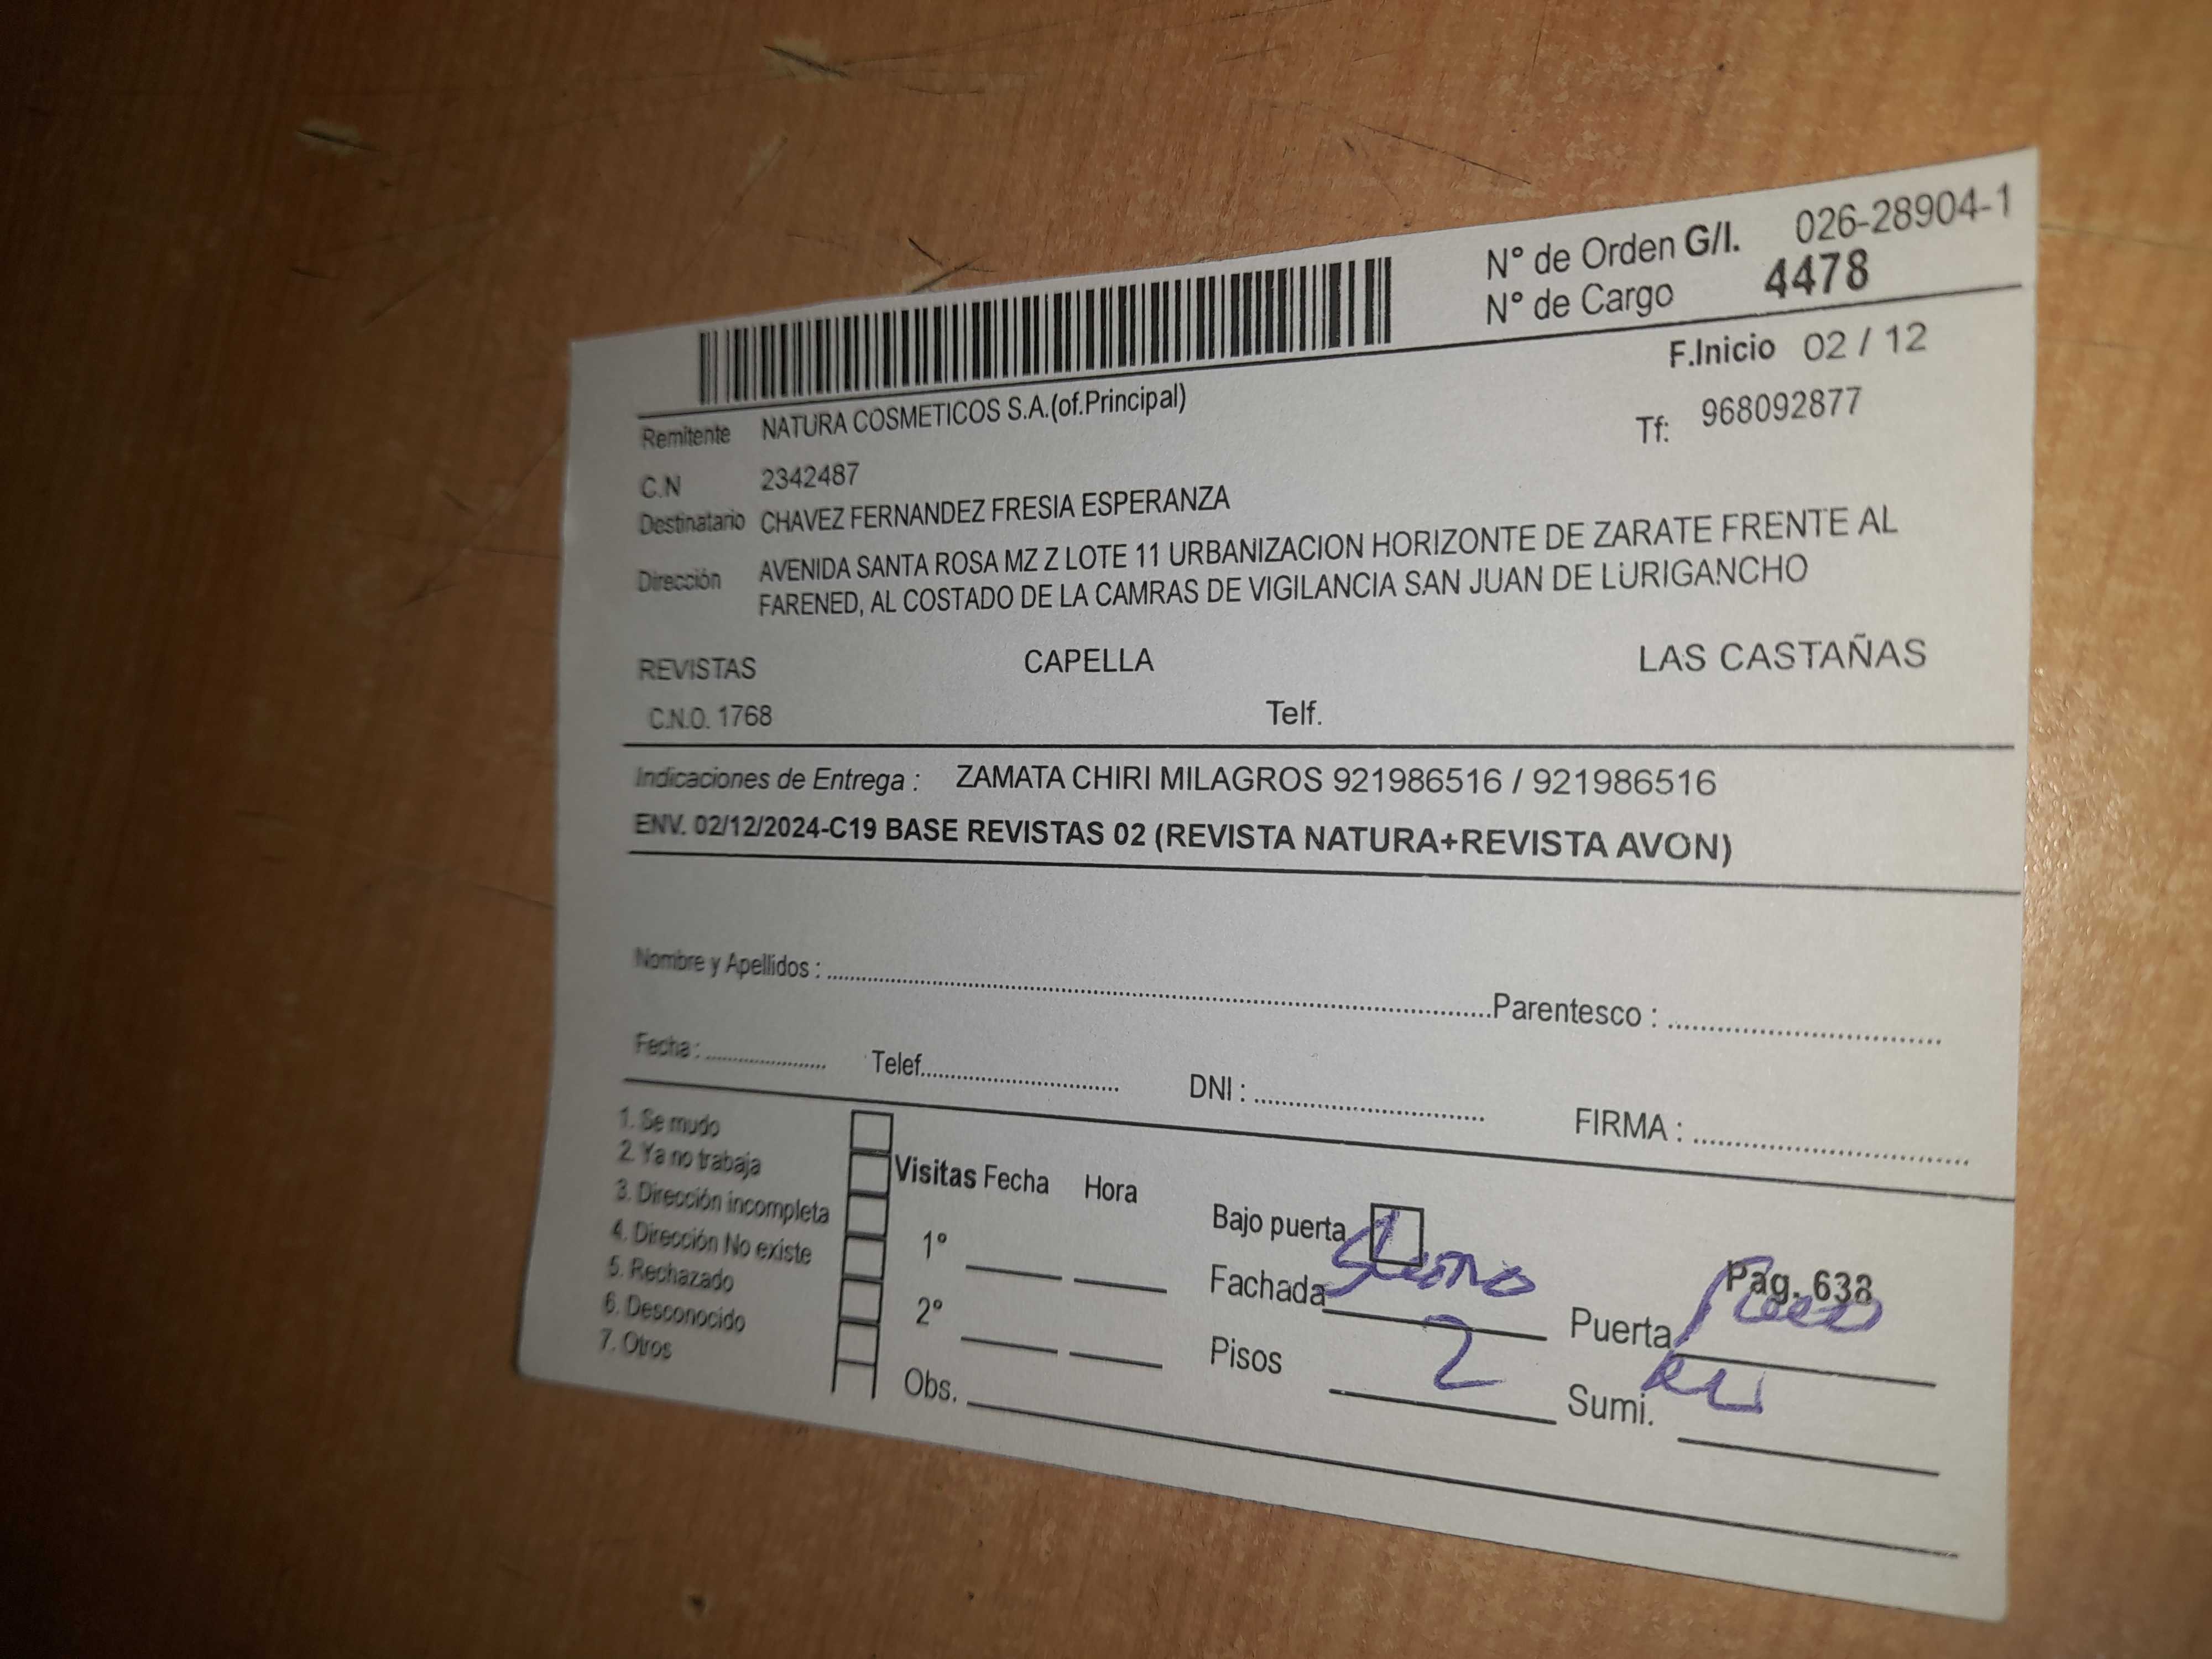 N° de Orden G/I. 026-28904-1
N° de Cargo 4478
F.Inicio 02 / 12
Remitente NATURA COSMETICOS S.A.(of.Principal)
Tf: 968092877
C.N 2342487
Destinatario CHAVEZ FERNANDEZ FRESIA ESPERANZA
Dirección AVENIDA SANTA ROSA MZ Z LOTE 11 URBANIZACION HORIZONTE DE ZARATE FRENTE AL
FARENED, AL COSTADO DE LA CAMRAS DE VIGILANCIA SAN JUAN DE LURIGANCHO
REVISTAS CAPELLA LAS CASTAÑAS
C.N.O. 1768 Telf.
Indicaciones de Entrega : ZAMATA CHIRI MILAGROS 921986516 / 921986516
ENV. 02/12/2024-C19 BASE REVISTAS 02 (REVISTA NATURA+REVISTA AVON)
Nombre y Apellidos : Parentesco :
Fecha : Telef. DNI : FIRMA :
1. Se mudo
2. Ya no trabaja
3. Dirección incompleta
4. Dirección No existe
5. Rechazado
6. Desconocido
7. Otros
Visitas Fecha Hora
1°
2°
Obs.
Bajo puerta
Fachada
Pisos 2
Pag. 638
Puerta
Sumi.